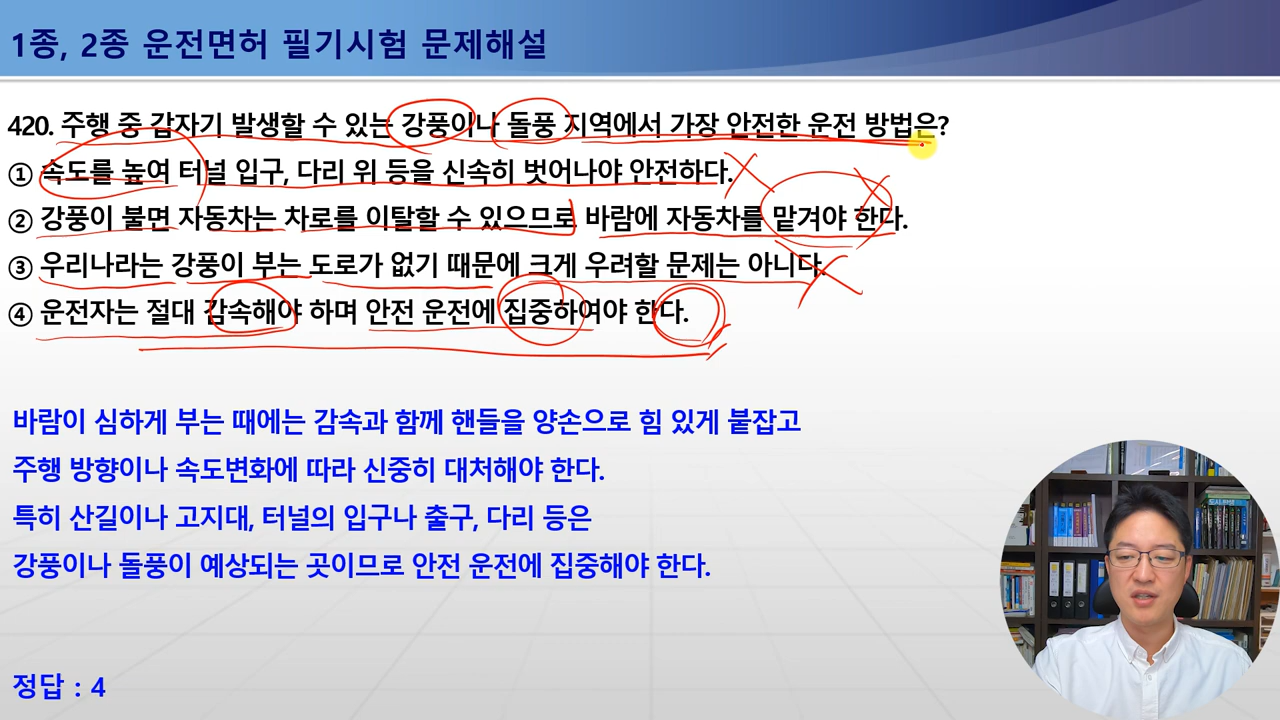 1종, 2종 운전면허 필기시험 문제해설
420. 주행 중 갑자기 발생할 수 있는 강풍이나 돌풍 지역에서 가장 안전한 운전 방법은?
① 속도를 높여 터널 입구, 다리 위 등을 신속히 벗어나야 안전하다.
② 강풍이 불면 자동차는 차로를 이탈할 수 있으므로 바람에 자동차를 맡겨야 한다.
③ 우리나라는 강풍이 부는 도로가 없기 때문에 크게 우려할 문제는 아니다.
④ 운전자는 절대 감속해야 하며 안전 운전에 집중하여야 한다.
바람이 심하게 부는 때에는 감속과 함께 핸들을 양손으로 힘 있게 붙잡고
주행 방향이나 속도변화에 따라 신중히 대처해야 한다.
특히 산길이나 고지대, 터널의 입구나 출구, 다리 등은
강풍이나 돌풍이 예상되는 곳이므로 안전 운전에 집중해야 한다.
정답 : 4